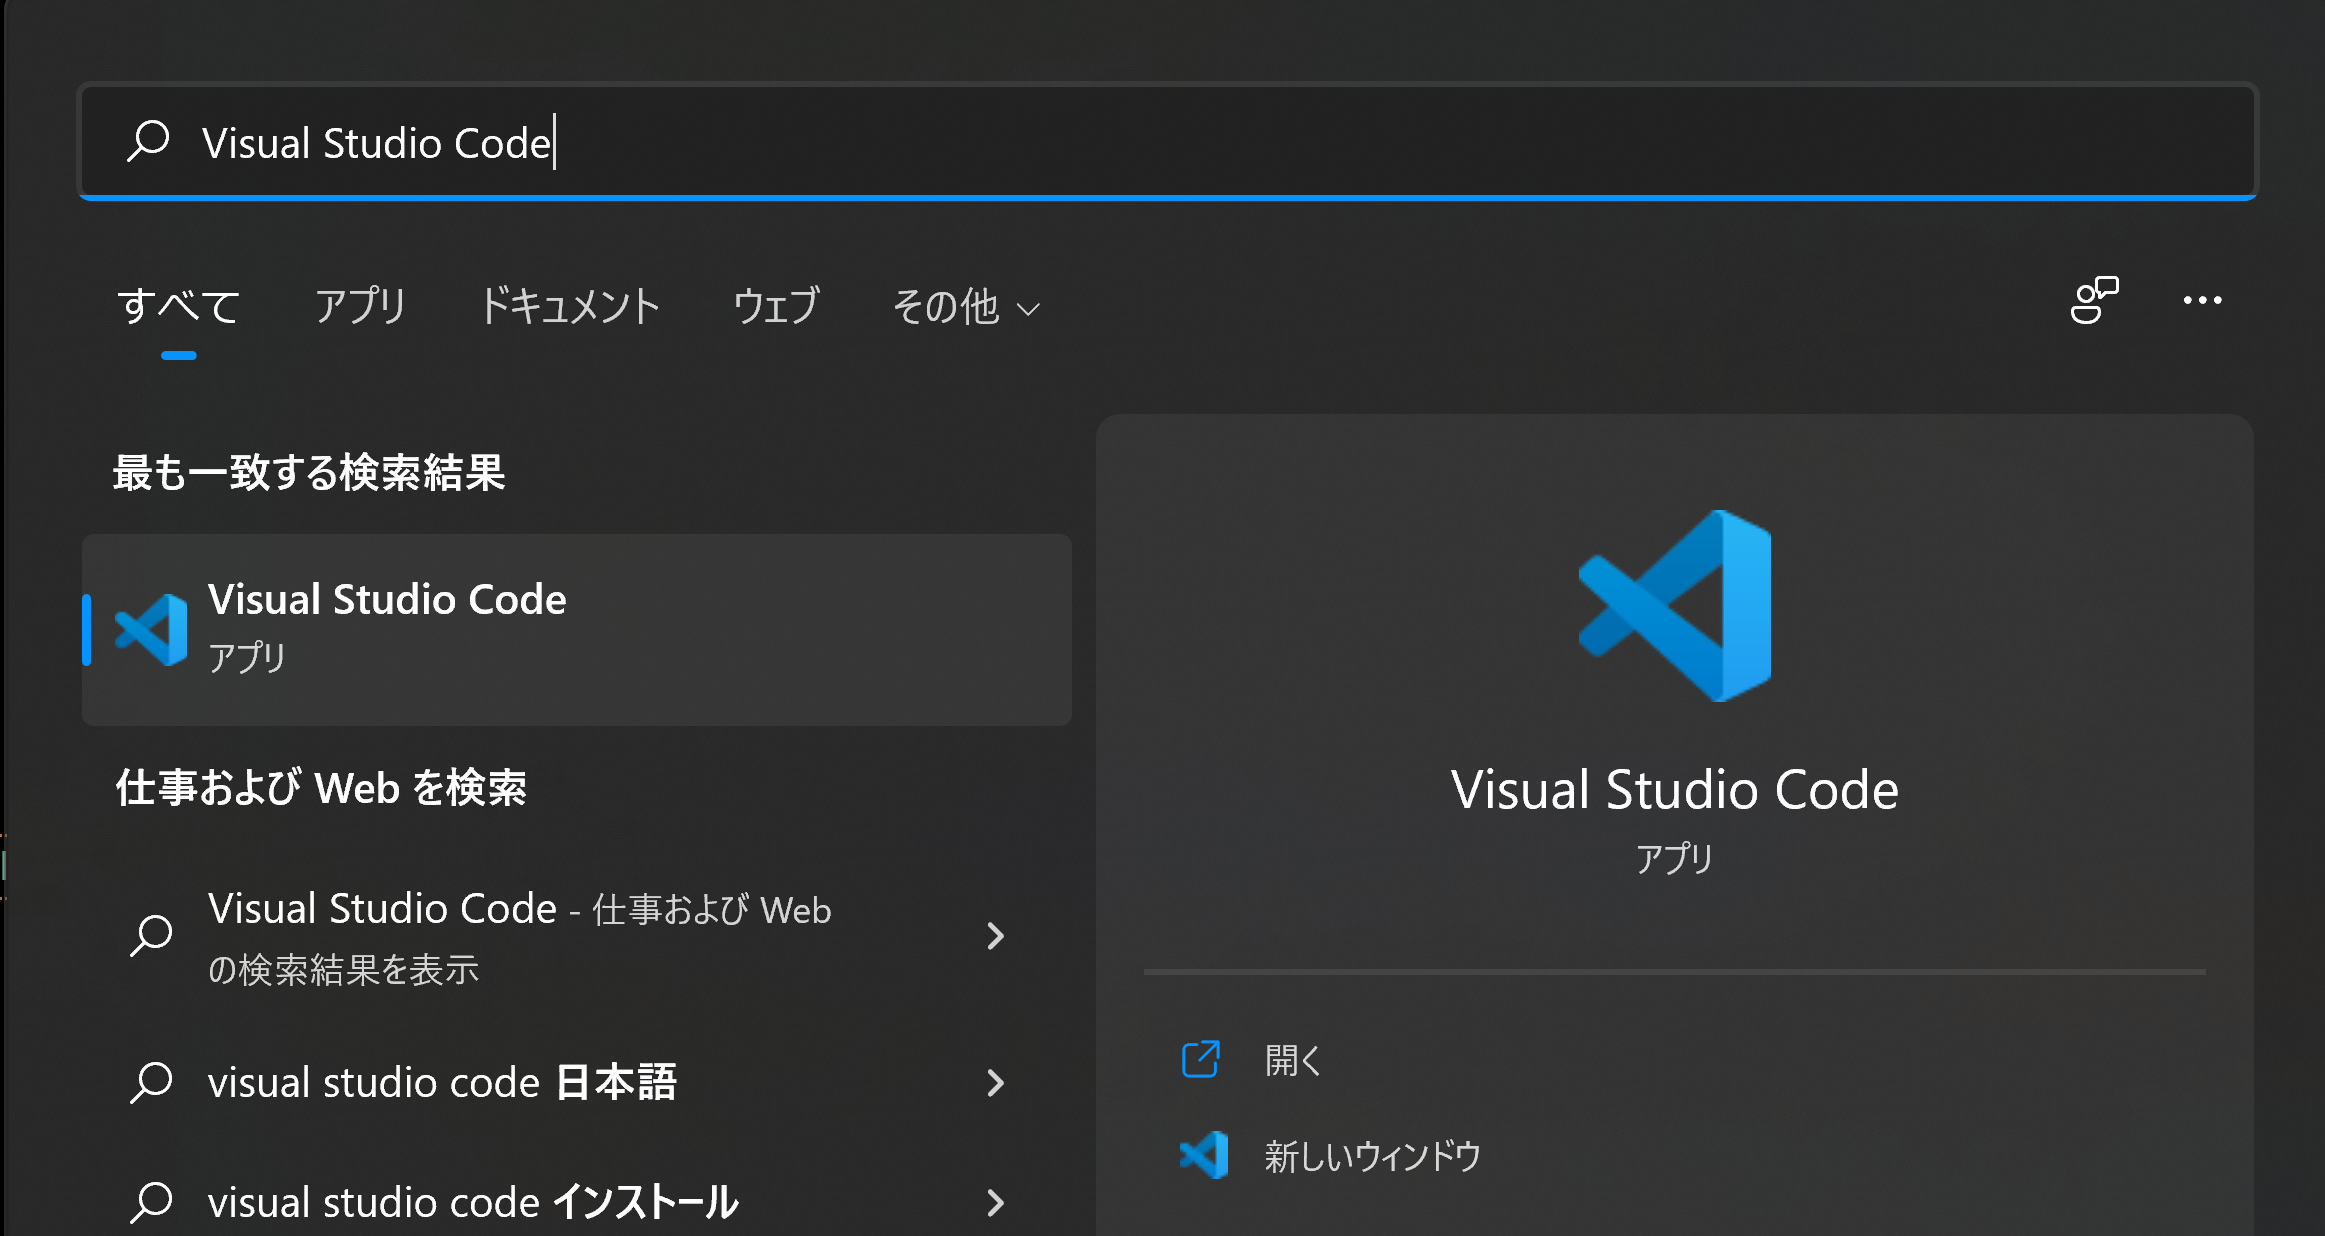 Visual Studio Code
すべて アプリ ドキュメント ウェブ その他
最も一致する検索結果
Visual Studio Code
アプリ
仕事および Web を検索
Visual Studio Code - 仕事および Web
の検索結果を表示
visual studio code 日本語
visual studio code インストール
Visual Studio Code
アプリ
開く
新しいウィンドウ